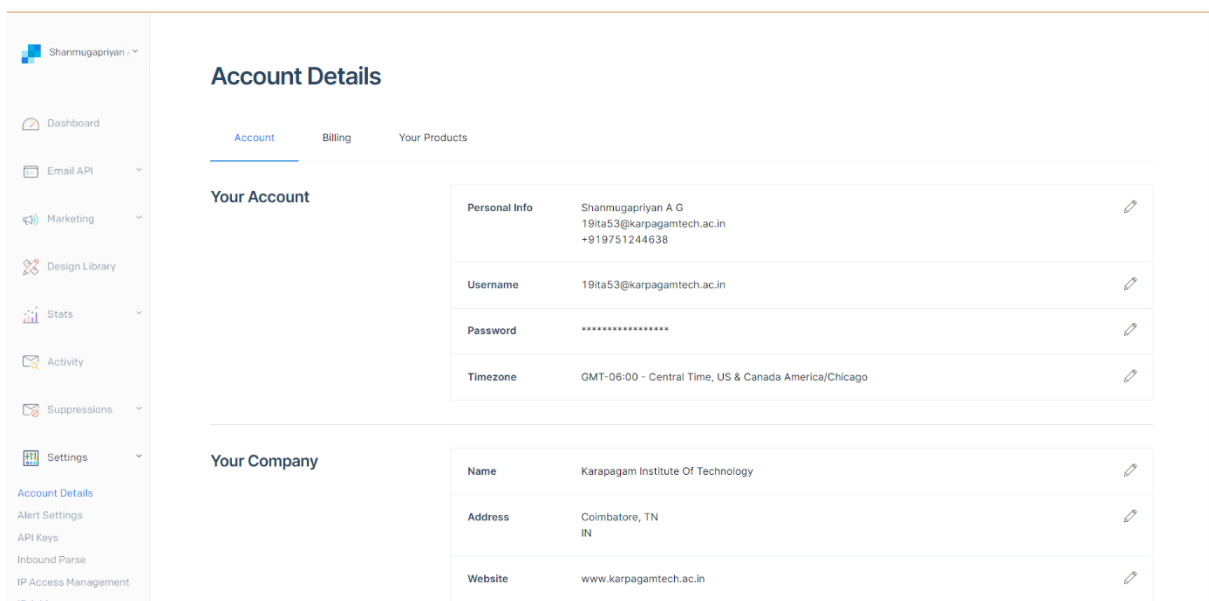 Shanmugapriyan /
Dashboard
Email API
Marketing
Design Library
Stats
Activity
Suppressions
Settings
Account Details
Alert Settings
API Keys
Inbound Parse
IP Access Management
Account Details
Account Billing Your Products
Your Account
Personal Info Shanmugapriyan A G
19ita53@karpagamtech.ac.in
+919751244638
Username 19ita53@karpagamtech.ac.in
Password *****************
Timezone GMT-06:00 - Central Time, US & Canada America/Chicago
Your Company
Name Karapagam Institute Of Technology
Address Coimbatore, TN
IN
Website www.karpagamtech.ac.in